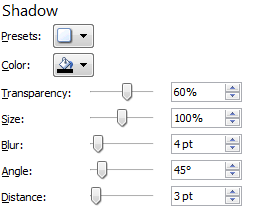 Shadow
Presets:
Color:
Transparency: 60%
Size: 100%
Blur: 4 pt
Angle: 45°
Distance: 3 pt